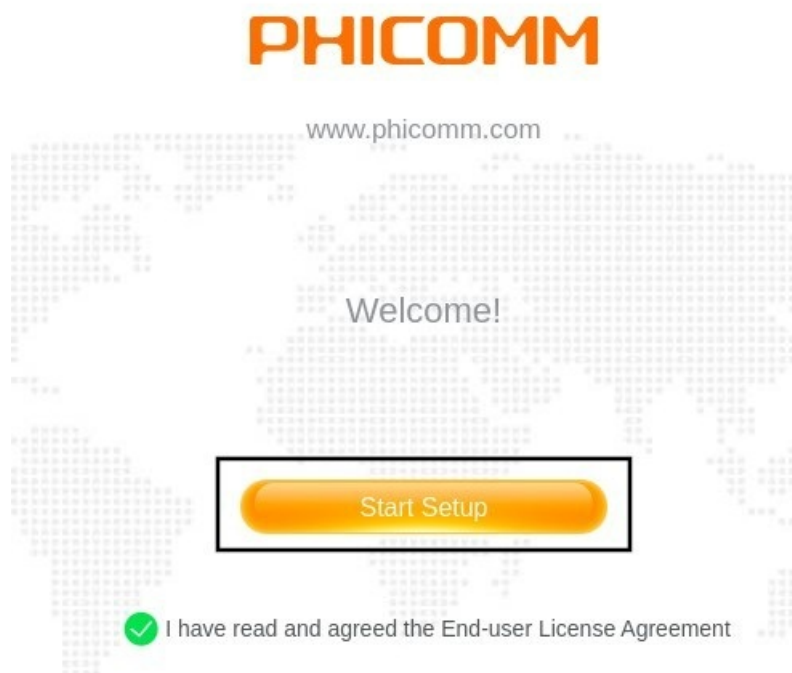 PHICOMM
www.phicomm.com
Welcome!
Start Setup
I have read and agreed the End-user License Agreement